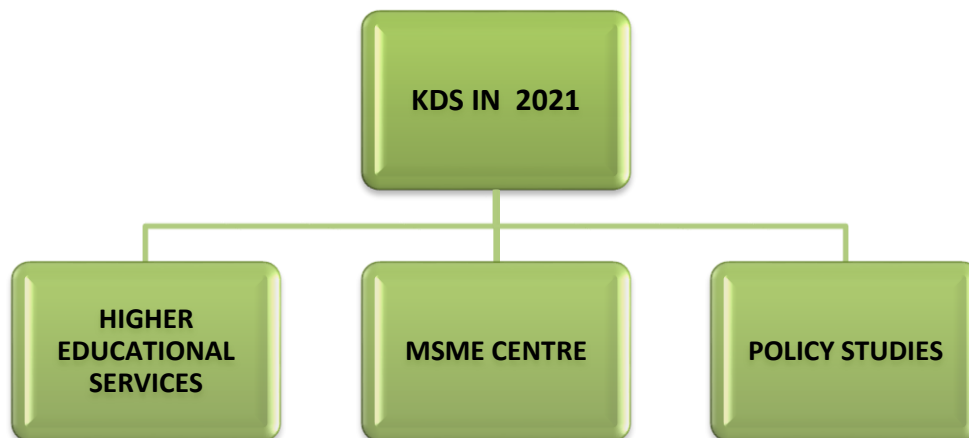 KDS IN 2021
HIGHER
EDUCATIONAL
SERVICES
MSME CENTRE
POLICY STUDIES